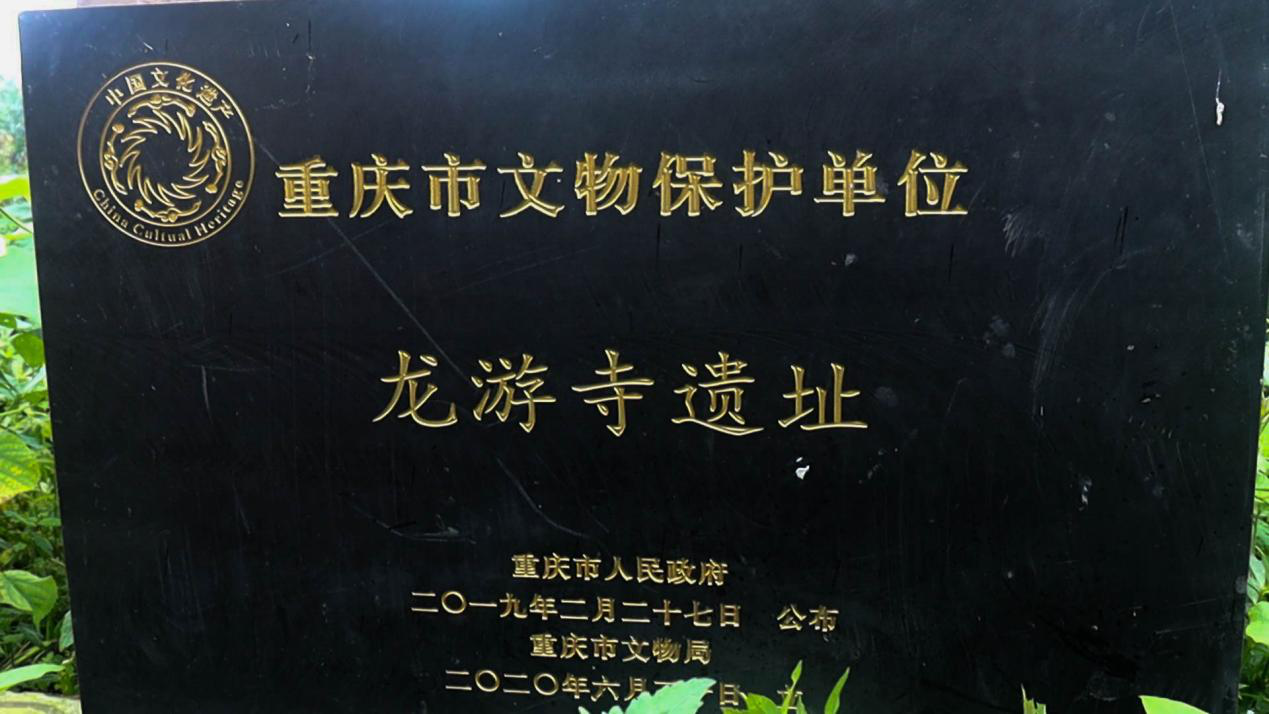 中国文化遗产
China Cultural Heritage
重庆市文物保护单位
龙游寺遗址
重庆市人民政府
二〇一九年二月二十七日 公布
重庆市文物局
二〇二〇年六月 日